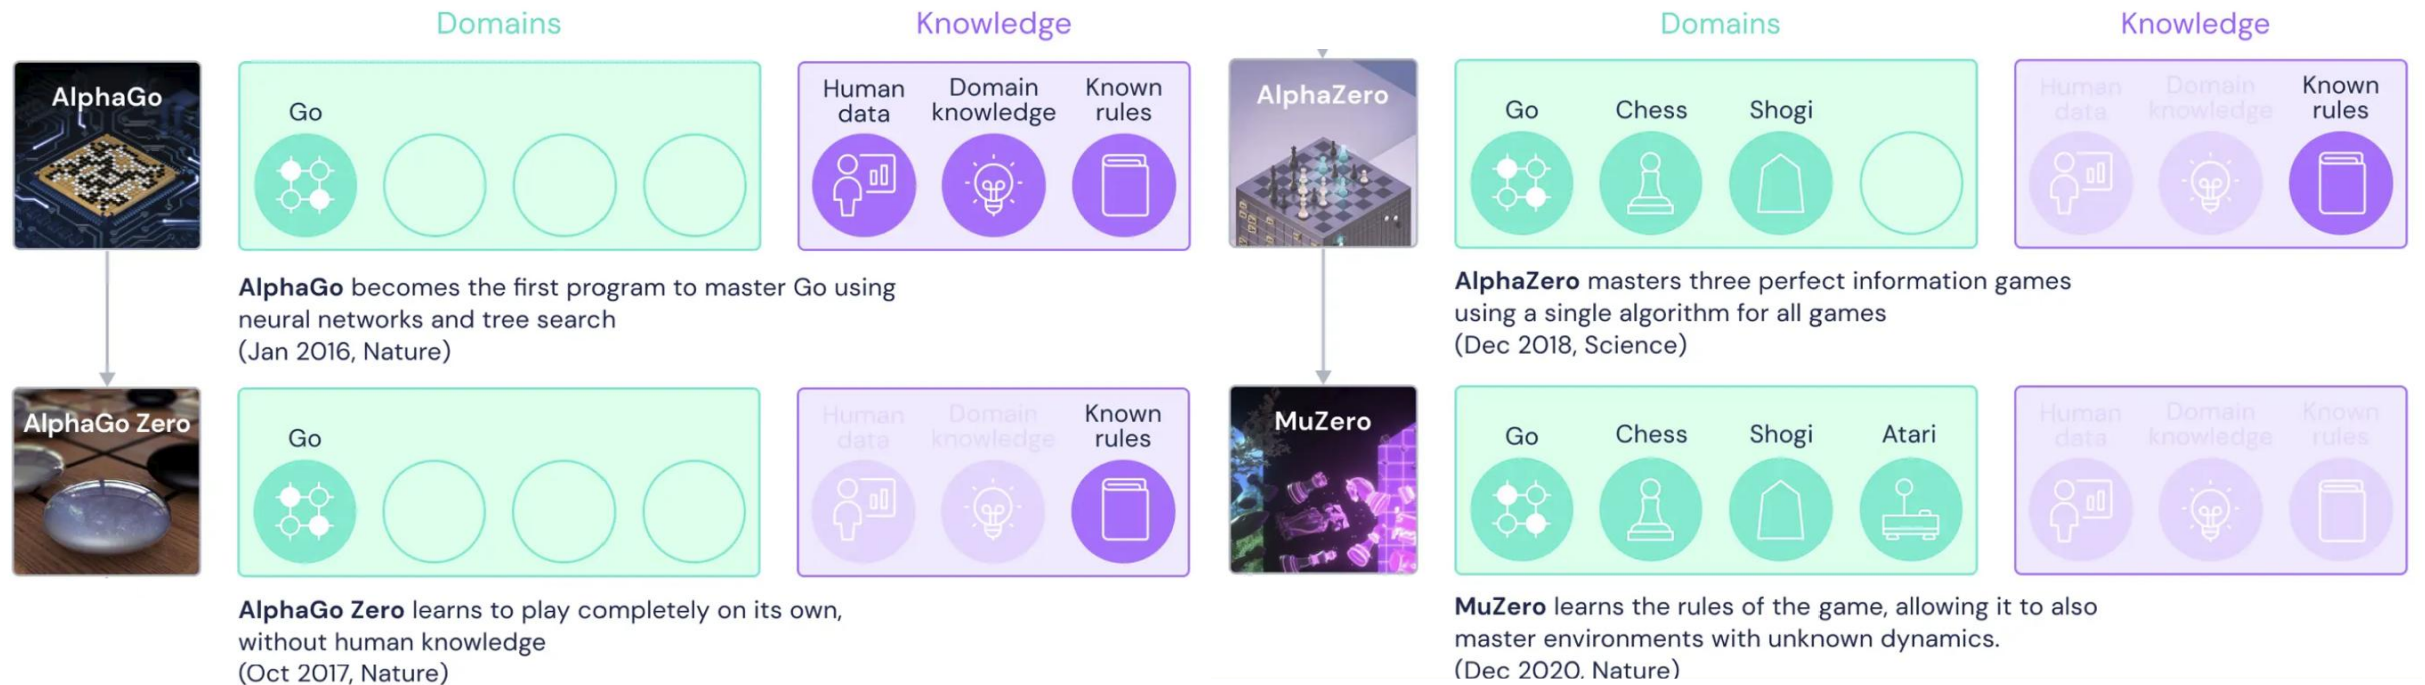 Domains
Knowledge
AlphaGo
Go
Human
data
Domain
knowledge
Known
rules
AlphaGo becomes the first program to master Go using
neural networks and tree search
(Jan 2016, Nature)
AlphaGo Zero
Go
Human
data
Domain
knowledge
Known
rules
AlphaGo Zero learns to play completely on its own,
without human knowledge
(Oct 2017, Nature)
Domains
Knowledge
AlphaZero
Go
Chess
Shogi
Human
data
Domain
knowledge
Known
rules
AlphaZero masters three perfect information games
using a single algorithm for all games
(Dec 2018, Science)
MuZero
Go
Chess
Shogi
Atari
Human
data
Domain
knowledge
Known
rules
MuZero learns the rules of the game, allowing it to also
master environments with unknown dynamics.
(Dec 2020, Nature)